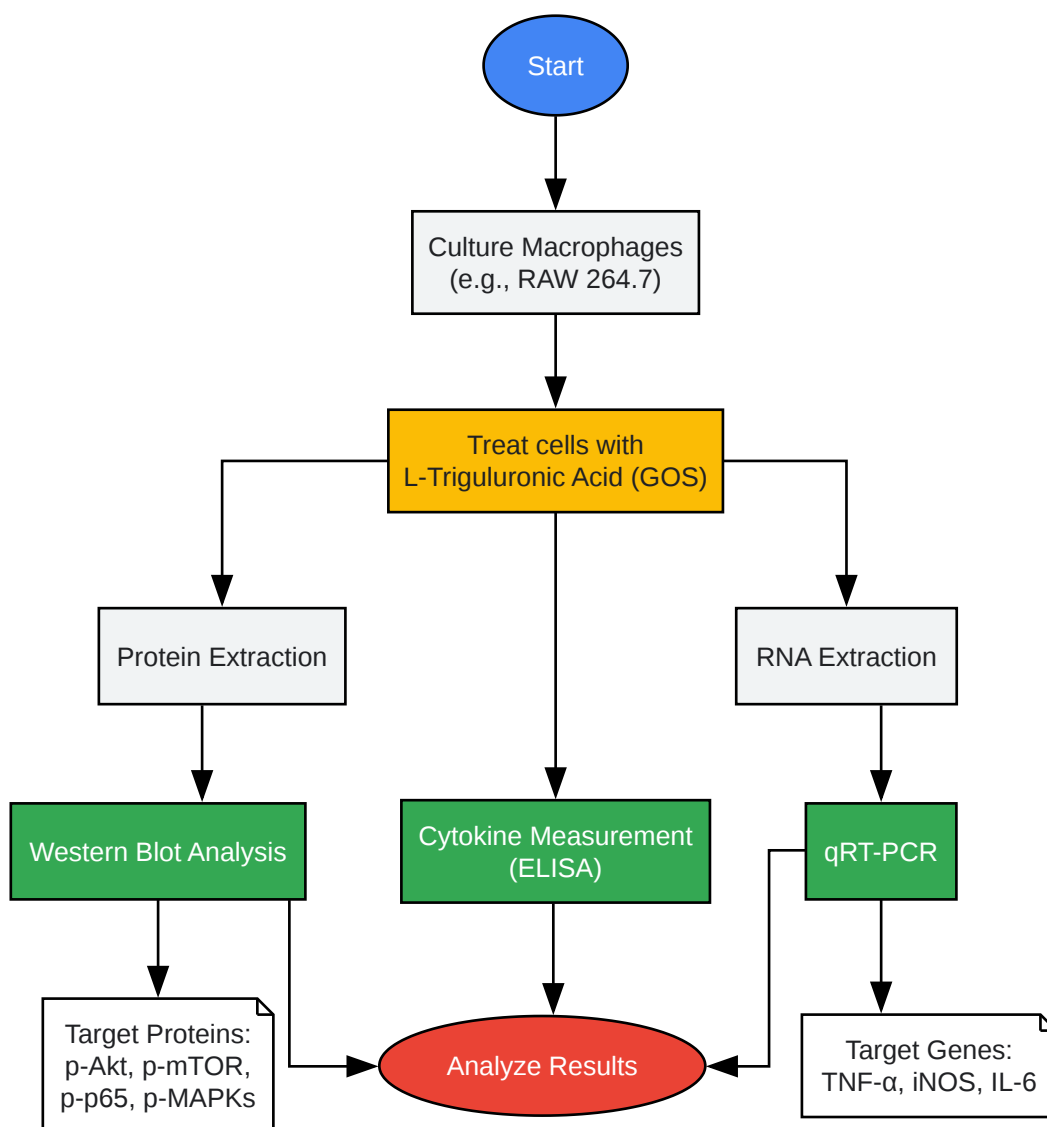 Start
Culture Macrophages
(e.g., RAW 264.7)
Treat cells with
L-Triguluronic Acid (GOS)
Protein Extraction
RNA Extraction
Western Blot Analysis
Cytokine Measurement
(ELISA)
qRT-PCR
Target Proteins:
p-Akt, p-mTOR,
p-p65, p-MAPKs
Analyze Results
Target Genes:
TNF-α, iNOS, IL-6